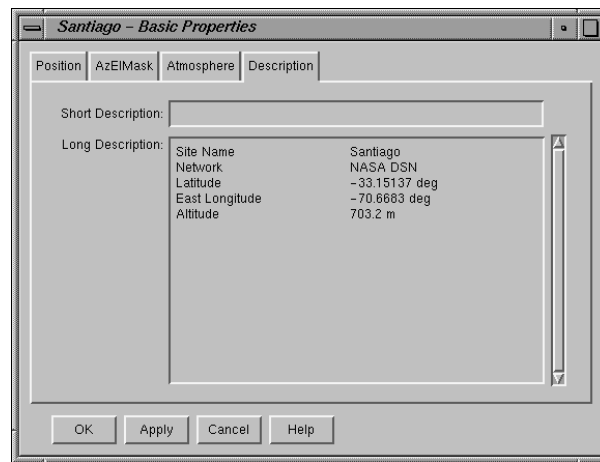 Santiago – Basic Properties
Position AzElMask Atmosphere Description
Short Description:
Long Description:
Site Name Santiago
Network NASA DSN
Latitude -33.15137 deg
East Longitude -70.6683 deg
Altitude 703.2 m
OK Apply Cancel Help